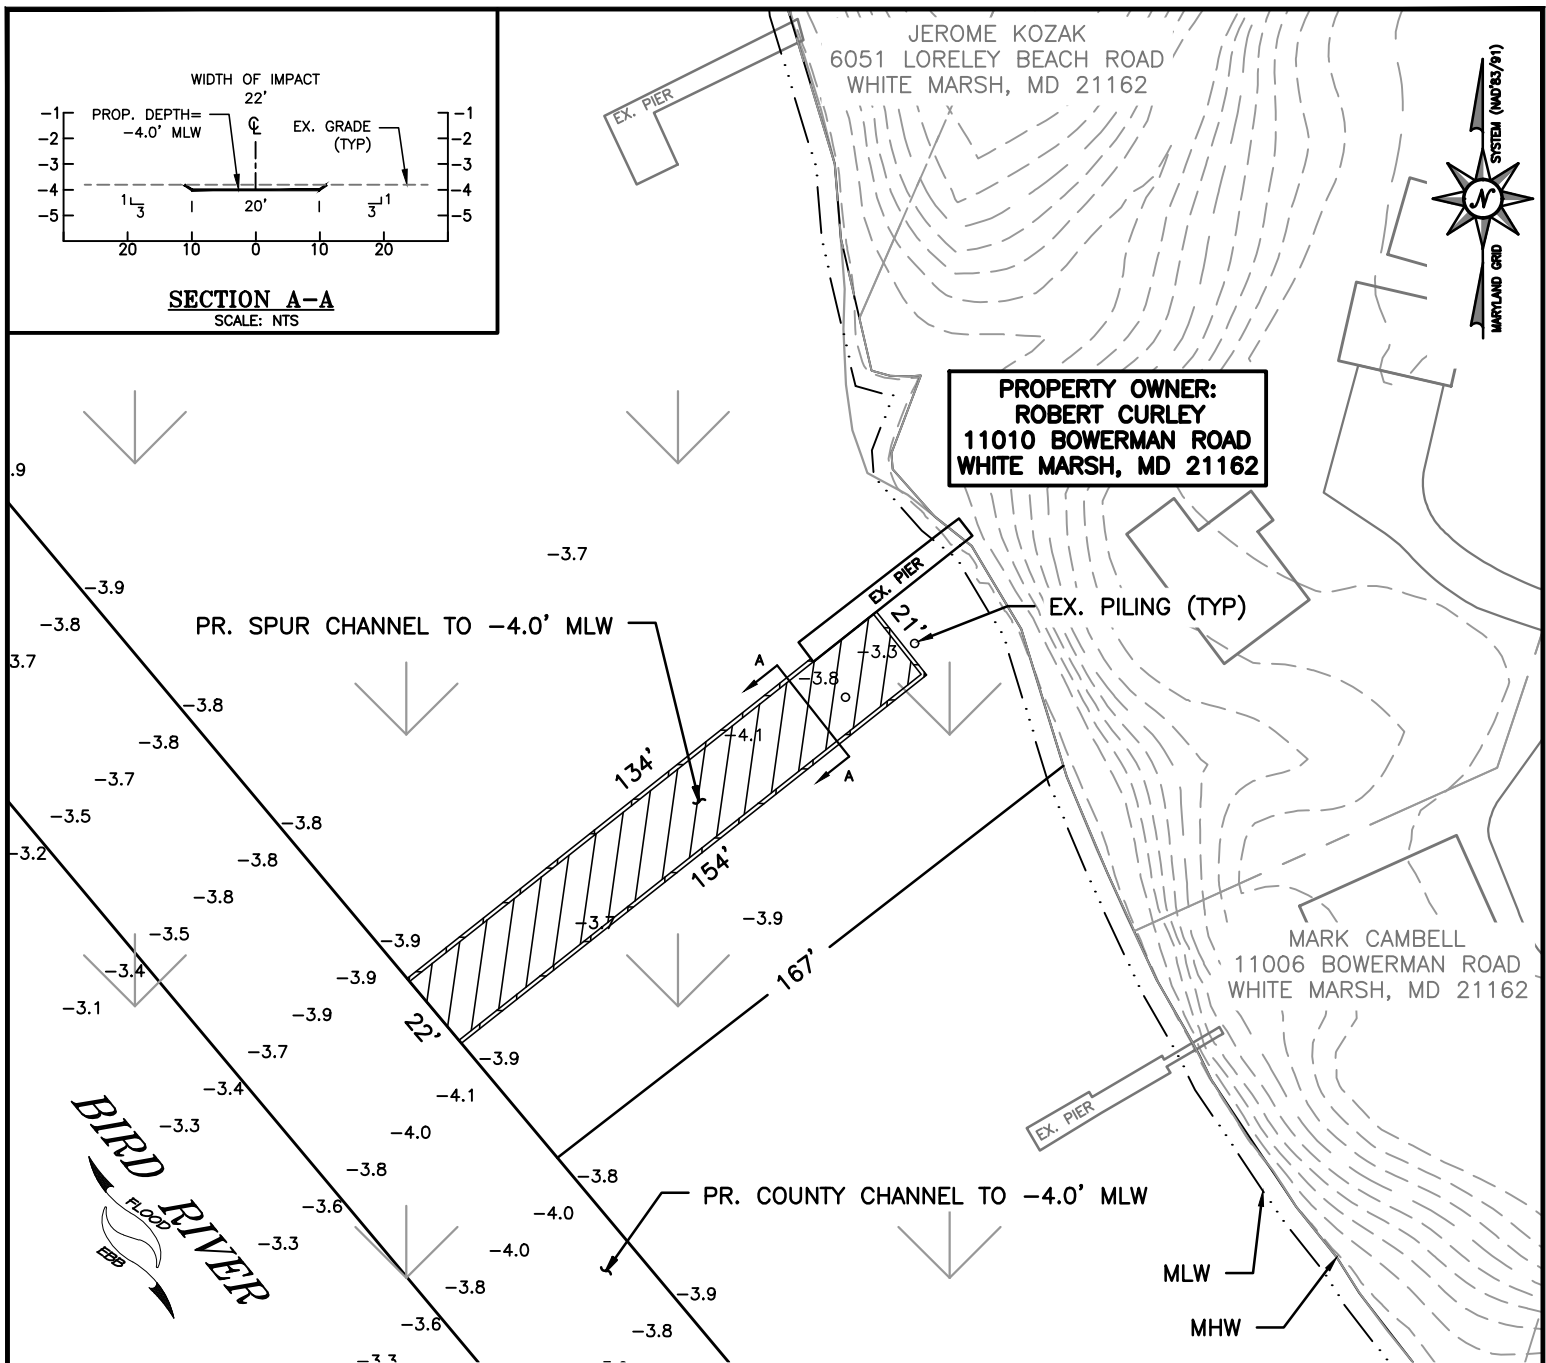 WIDTH OF IMPACT
22'
PROP. DEPTH=
-4.0' MLW
℄
EX. GRADE
(TYP)
-1
-2
-3
-4
-5
-1
-2
-3
-4
-5
1
3
20'
3
1
20
10
0
10
20
SECTION A-A
SCALE: NTS
EX. PIER
JEROME KOZAK
6051 LORELEY BEACH ROAD
WHITE MARSH, MD 21162
SYSTEM (NAD'83/91)
N
MARYLAND GRID
PROPERTY OWNER:
ROBERT CURLEY
11010 BOWERMAN ROAD
WHITE MARSH, MD 21162
.9
-3.7
-3.9
-3.8
3.7
PR. SPUR CHANNEL TO -4.0' MLW
EX. PIER
21'
EX. PILING (TYP)
-3.3
A
-3.8
-3.8
-4.1
-3.8
A
134'
-3.7
-3.5
-3.8
-3.2
-3.8
154'
-3.8
-3.7
-3.9
-3.5
-3.9
-3.4
-3.9
167'
MARK CAMBELL
11006 BOWERMAN ROAD
WHITE MARSH, MD 21162
-3.1
-3.9
22'
-3.7
-3.9
-3.4
-4.1
-3.3
-4.0
EX. PIER
-3.8
-3.8
-3.6
-4.0
PR. COUNTY CHANNEL TO -4.0' MLW
BIRD RIVER
FLOOD
EBB
-3.3
-4.0
-3.8
-3.9
MLW
-3.6
-3.8
MHW
-3.3